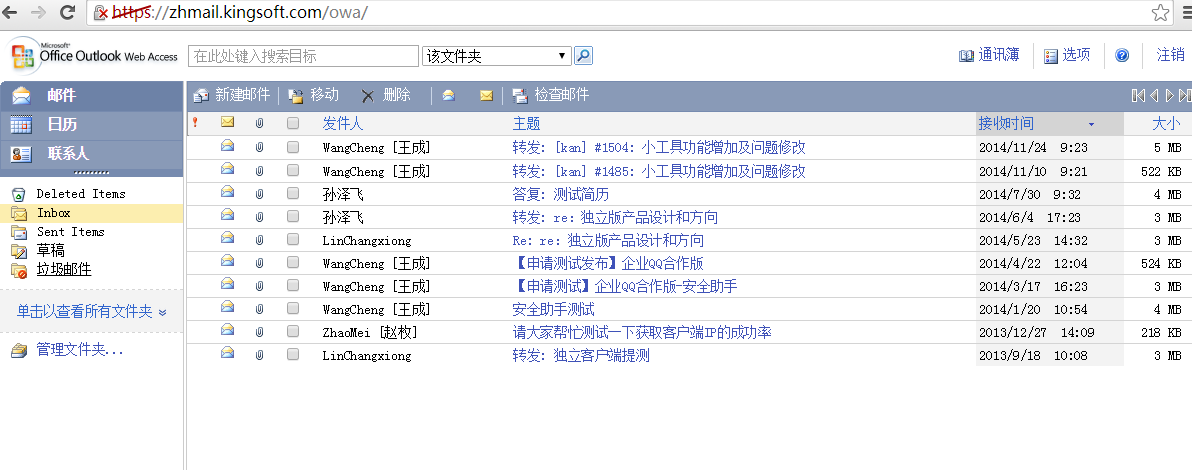 https://zhmail.kingsoft.com/owa/
Microsoft®
Office Outlook Web Access
在此处键入搜索目标
该文件夹
通讯簿
选项
注销
邮件
日历
联系人
Deleted Items
Inbox
Sent Items
草稿
垃圾邮件
单击以查看所有文件夹
管理文件夹...
新建邮件 移动 删除 检查邮件
发件人 主题 接收时间 大小
WangCheng [王成] 转发: [kan] #1504: 小工具功能增加及问题修改 2014/11/24 9:23 5 MB
WangCheng [王成] 转发: [kan] #1485: 小工具功能增加及问题修改 2014/11/10 9:21 522 KB
孙泽飞 答复: 测试简历 2014/7/30 9:32 4 MB
孙泽飞 转发: re: 独立版产品设计和方向 2014/6/4 17:23 3 MB
LinChangxiong Re: re: 独立版产品设计和方向 2014/5/23 14:32 3 MB
WangCheng [王成] 【申请测试发布】企业QQ合作版 2014/4/22 12:04 524 KB
WangCheng [王成] 【申请测试】企业QQ合作版-安全助手 2014/3/17 16:23 3 MB
WangCheng [王成] 安全助手测试 2014/1/20 10:54 4 MB
ZhaoMei [赵枚] 请大家帮忙测试一下获取客户端IP的成功率 2013/12/27 14:09 218 KB
LinChangxiong 转发: 独立客户端提测 2013/9/18 10:08 3 MB